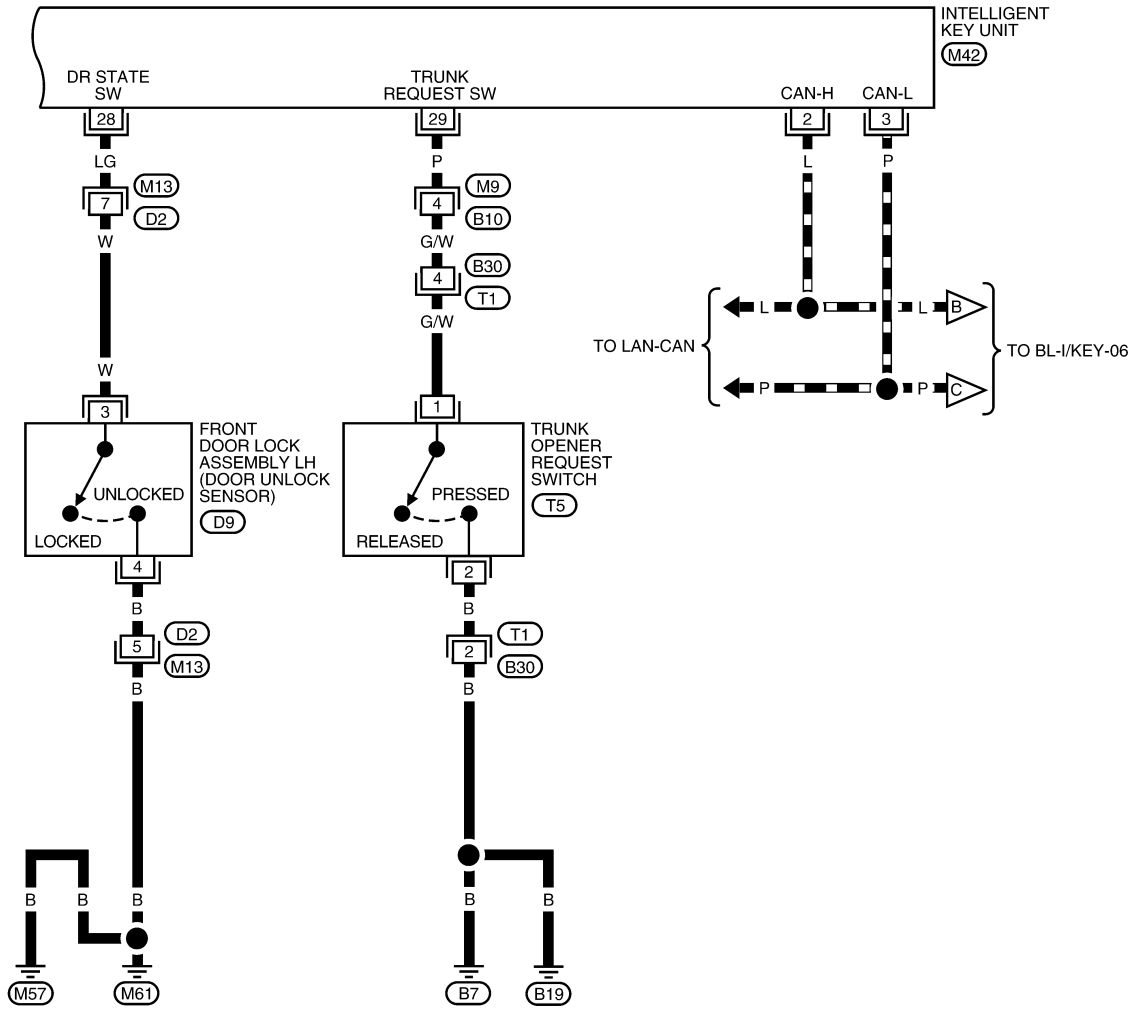 INTELLIGENT
KEY UNIT
M42
DR STATE
SW
TRUNK
REQUEST SW
CAN-H
CAN-L
28
29
2
3
LG
P
L
P
7
M13
D2
4
M9
B10
W
G/W
4
B30
T1
G/W
L
L
B
TO LAN-CAN
TO BL-I/KEY-06
P
P
C
W
3
1
FRONT
DOOR LOCK
ASSEMBLY LH
(DOOR UNLOCK
SENSOR)
D9
UNLOCKED
LOCKED
TRUNK
OPENER
REQUEST
SWITCH
T5
PRESSED
RELEASED
4
2
B
B
5
D2
M13
2
T1
B30
B
B
B
B
B
B
B
M57
M61
B7
B19